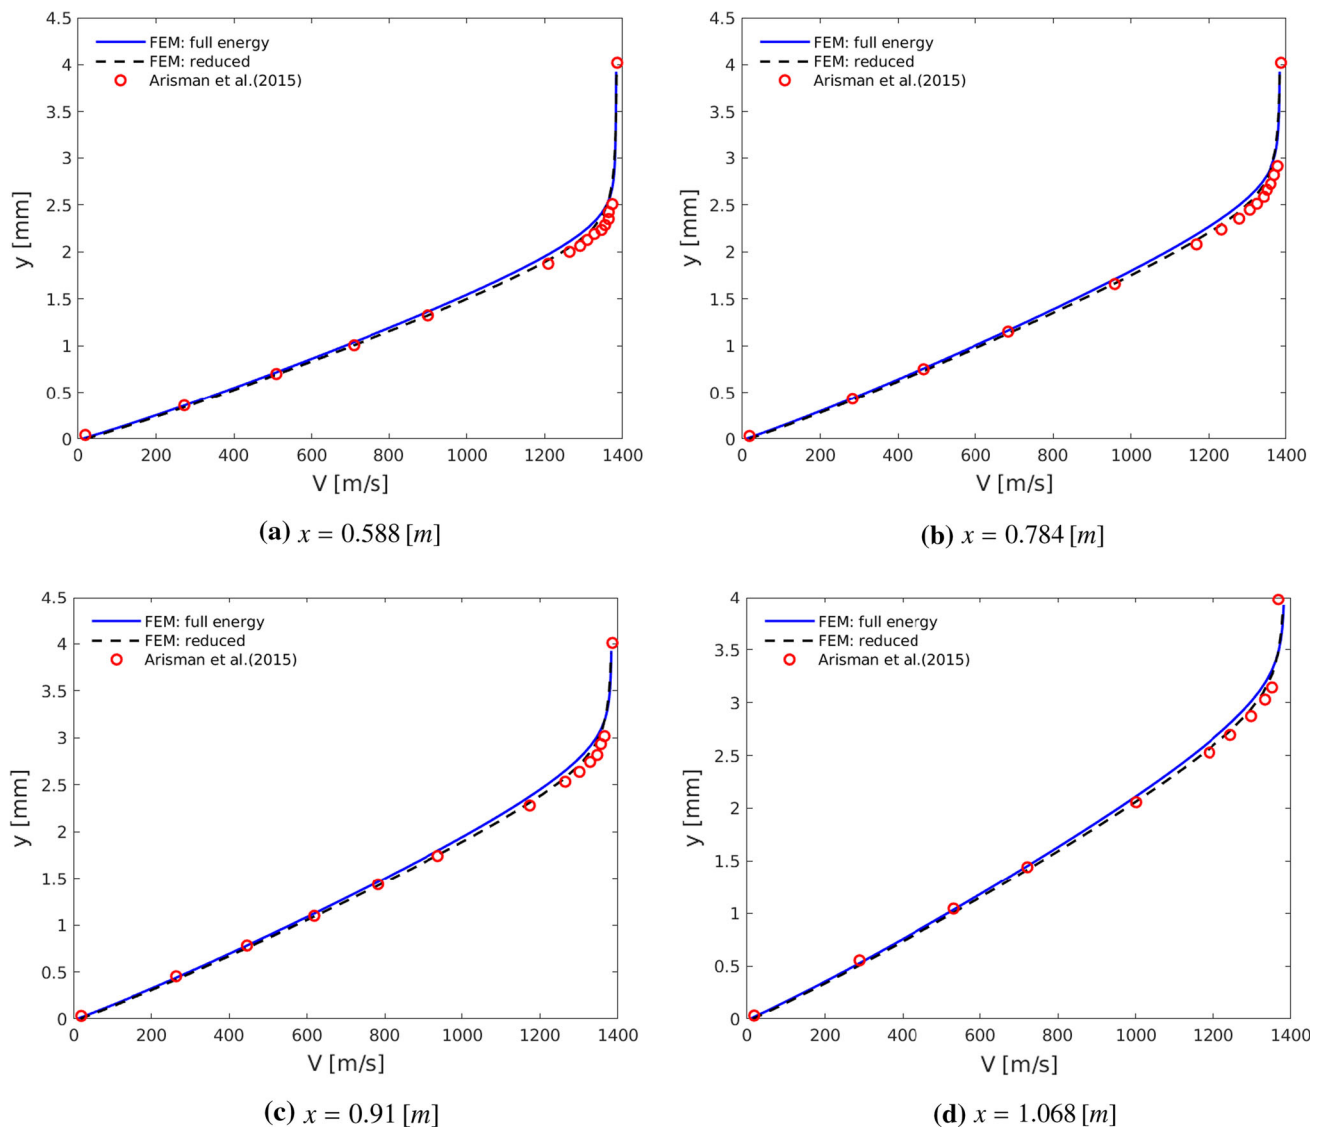 4.5
4
3.5
3
2.5
2
1.5
1
0.5
0
y [mm]
FEM: full energy
FEM: reduced
Arisman et al.(2015)
0 200 400 600 800 1000 1200 1400
V [m/s]
(a) x = 0.588 [m]
4.5
4
3.5
3
2.5
2
1.5
1
0.5
0
y [mm]
FEM: full energy
FEM: reduced
Arisman et al.(2015)
0 200 400 600 800 1000 1200 1400
V [m/s]
(b) x = 0.784 [m]
4.5
4
3.5
3
2.5
2
1.5
1
0.5
0
y [mm]
FEM: full energy
FEM: reduced
Arisman et al.(2015)
0 200 400 600 800 1000 1200 1400
V [m/s]
(c) x = 0.91 [m]
4
3.5
3
2.5
2
1.5
1
0.5
0
y [mm]
FEM: full energy
FEM: reduced
Arisman et al.(2015)
0 200 400 600 800 1000 1200 1400
V [m/s]
(d) x = 1.068 [m]